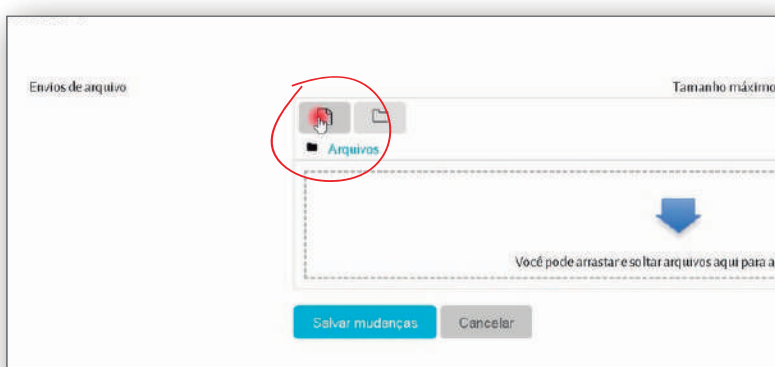 Envios de arquivo
Tamanho máximo
Arquivos
Você pode arrastar e soltar arquivos aqui para a
Salvar mudanças
Cancelar